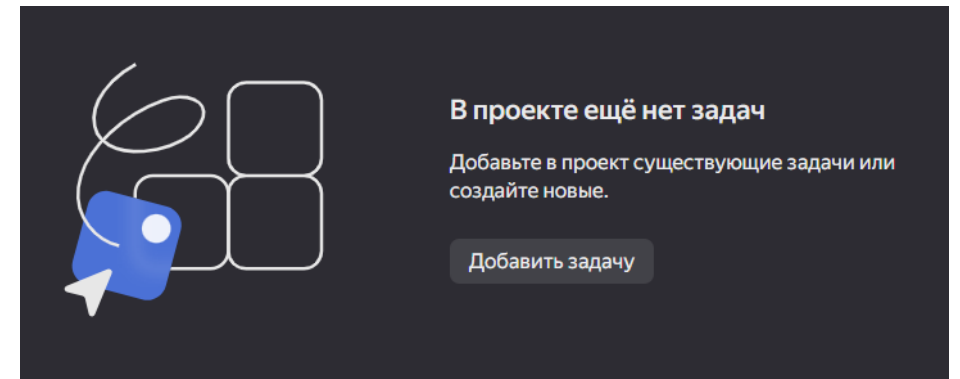 В проекте ещё нет задач
Добавьте в проект существующие задачи или
создайте новые.
Добавить задачу